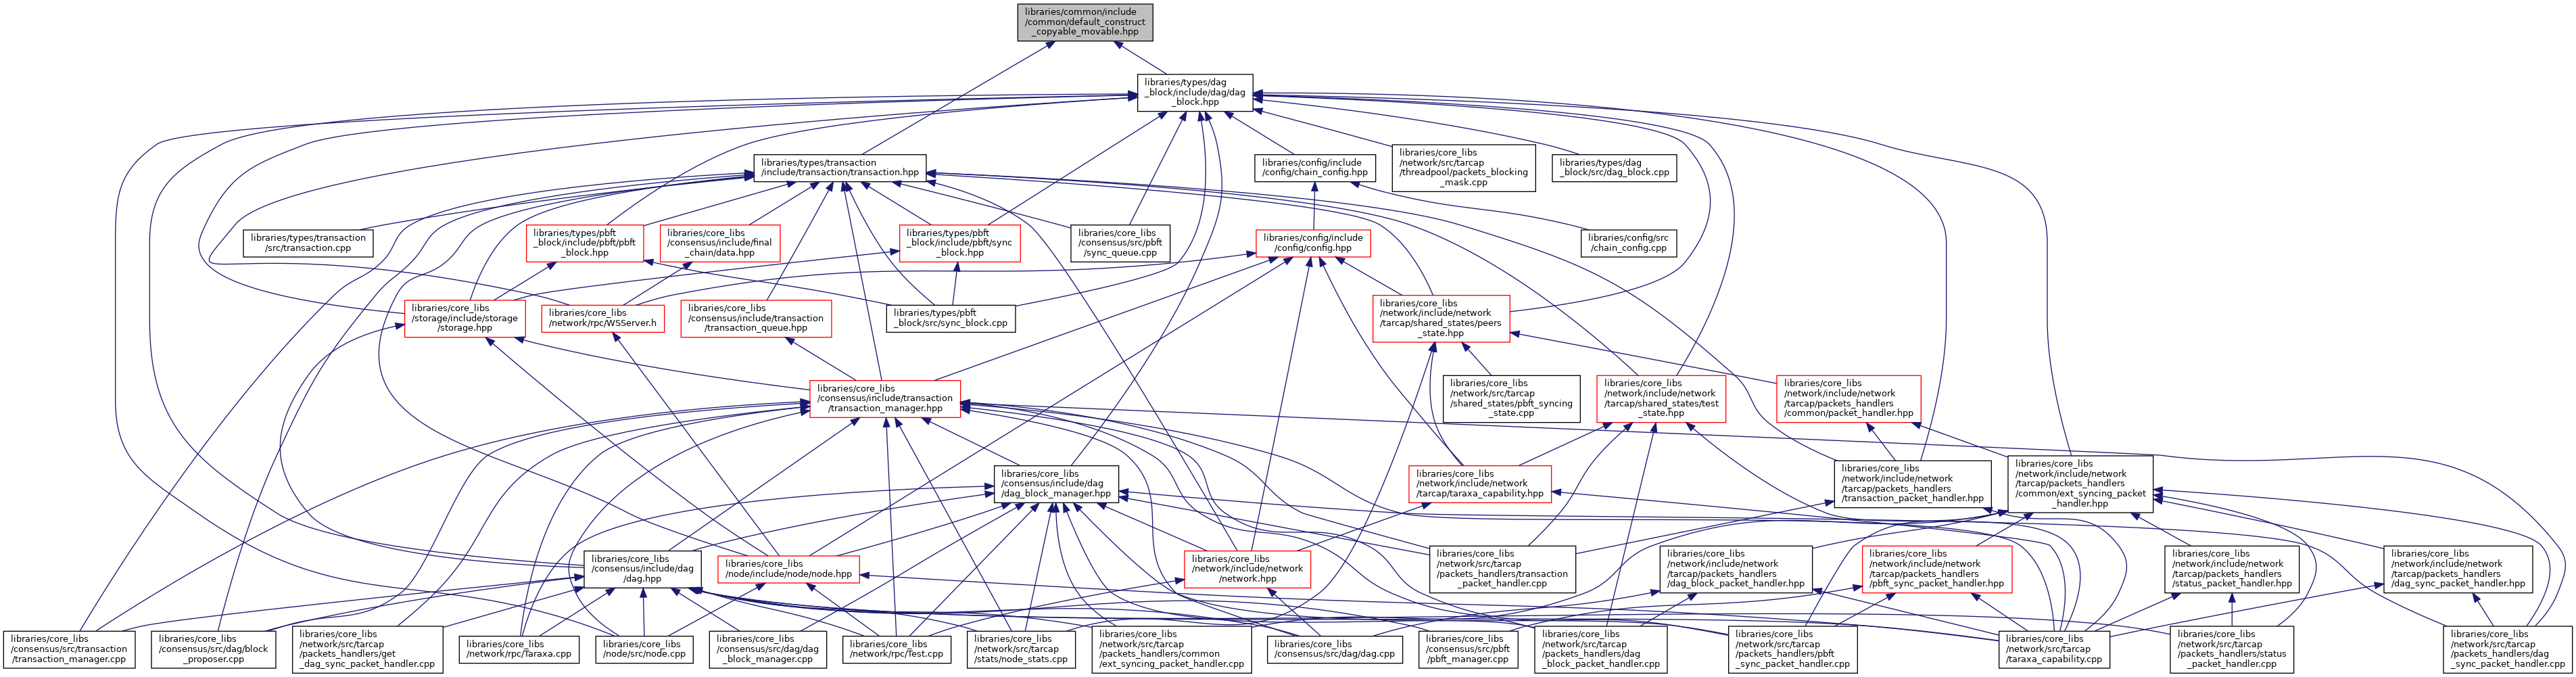 libraries/common/include
/common/default_construct
_copyable_movable.hpp
libraries/types/dag
_block/include/dag/dag
_block.hpp
libraries/types/transaction
/include/transaction/transaction.hpp
libraries/config/include
/config/chain_config.hpp
libraries/core_libs
/network/src/tarcap
/threadpool/packets_blocking
_mask.cpp
libraries/types/dag
_block/src/dag_block.cpp
libraries/types/transaction
/src/transaction.cpp
libraries/types/pbft
_block/include/pbft/pbft
_block.hpp
libraries/core_libs
/consensus/include/final
_chain/data.hpp
libraries/types/pbft
_block/include/pbft/sync
_block.hpp
libraries/core_libs
/consensus/src/pbft
/sync_queue.cpp
libraries/config/include
/config/config.hpp
libraries/config/src
/chain_config.cpp
libraries/core_libs
/storage/include/storage
/storage.hpp
libraries/core_libs
/network/rpc/WSServer.h
libraries/core_libs
/consensus/include/transaction
/transaction_queue.hpp
libraries/types/pbft
_block/src/sync_block.cpp
libraries/core_libs
/network/include/network
/tarcap/shared_states/peers
_state.hpp
libraries/core_libs
/consensus/include/transaction
/transaction_manager.hpp
libraries/core_libs
/network/src/tarcap
/shared_states/pbft_syncing
_state.cpp
libraries/core_libs
/network/include/network
/tarcap/shared_states/test
_state.hpp
libraries/core_libs
/network/include/network
/tarcap/packets_handlers
/common/packet_handler.hpp
libraries/core_libs
/consensus/include/dag
/dag_block_manager.hpp
libraries/core_libs
/network/include/network
/tarcap/taraxa_capability.hpp
libraries/core_libs
/network/include/network
/tarcap/packets_handlers
/transaction_packet_handler.hpp
libraries/core_libs
/network/include/network
/tarcap/packets_handlers
/common/ext_syncing_packet
_handler.hpp
libraries/core_libs
/consensus/include/dag
/dag.hpp
libraries/core_libs
/node/include/node/node.hpp
libraries/core_libs
/network/include/network
/network.hpp
libraries/core_libs
/network/src/tarcap
/packets_handlers/transaction
_packet_handler.cpp
libraries/core_libs
/network/include/network
/tarcap/packets_handlers
/dag_block_packet_handler.hpp
libraries/core_libs
/network/include/network
/tarcap/packets_handlers
/pbft_sync_packet_handler.hpp
libraries/core_libs
/network/include/network
/tarcap/packets_handlers
/status_packet_handler.hpp
libraries/core_libs
/network/include/network
/tarcap/packets_handlers
/dag_sync_packet_handler.hpp
libraries/core_libs
/consensus/src/transaction
/transaction_manager.cpp
libraries/core_libs
/consensus/src/dag/block
_proposer.cpp
libraries/core_libs
/network/src/tarcap
/packets_handlers/get
_dag_sync_packet_handler.cpp
libraries/core_libs
/network/rpc/Taraxa.cpp
libraries/core_libs
/node/src/node.cpp
libraries/core_libs
/consensus/src/dag/dag
_block_manager.cpp
libraries/core_libs
/network/rpc/Test.cpp
libraries/core_libs
/network/src/tarcap
/stats/node_stats.cpp
libraries/core_libs
/network/src/tarcap
/packets_handlers/common
/ext_syncing_packet_handler.cpp
libraries/core_libs
/consensus/src/dag/dag.cpp
libraries/core_libs
/consensus/src/pbft
/pbft_manager.cpp
libraries/core_libs
/network/src/tarcap
/packets_handlers/dag
_block_packet_handler.cpp
libraries/core_libs
/network/src/tarcap
/packets_handlers/pbft
_sync_packet_handler.cpp
libraries/core_libs
/network/src/tarcap
/taraxa_capability.cpp
libraries/core_libs
/network/src/tarcap
/packets_handlers/status
_packet_handler.cpp
libraries/core_libs
/network/src/tarcap
/packets_handlers/dag
_sync_packet_handler.cpp